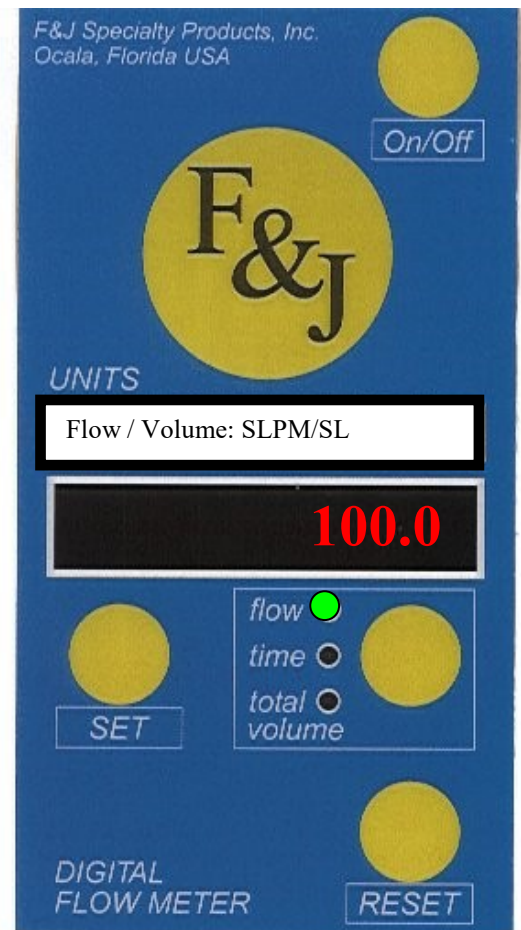 F&J Specialty Products, Inc.
Ocala, Florida USA
On/Off
F&J
UNITS
Flow / Volume: SLPM/SL
100.0
flow
time
total
volume
SET
DIGITAL
FLOW METER
RESET